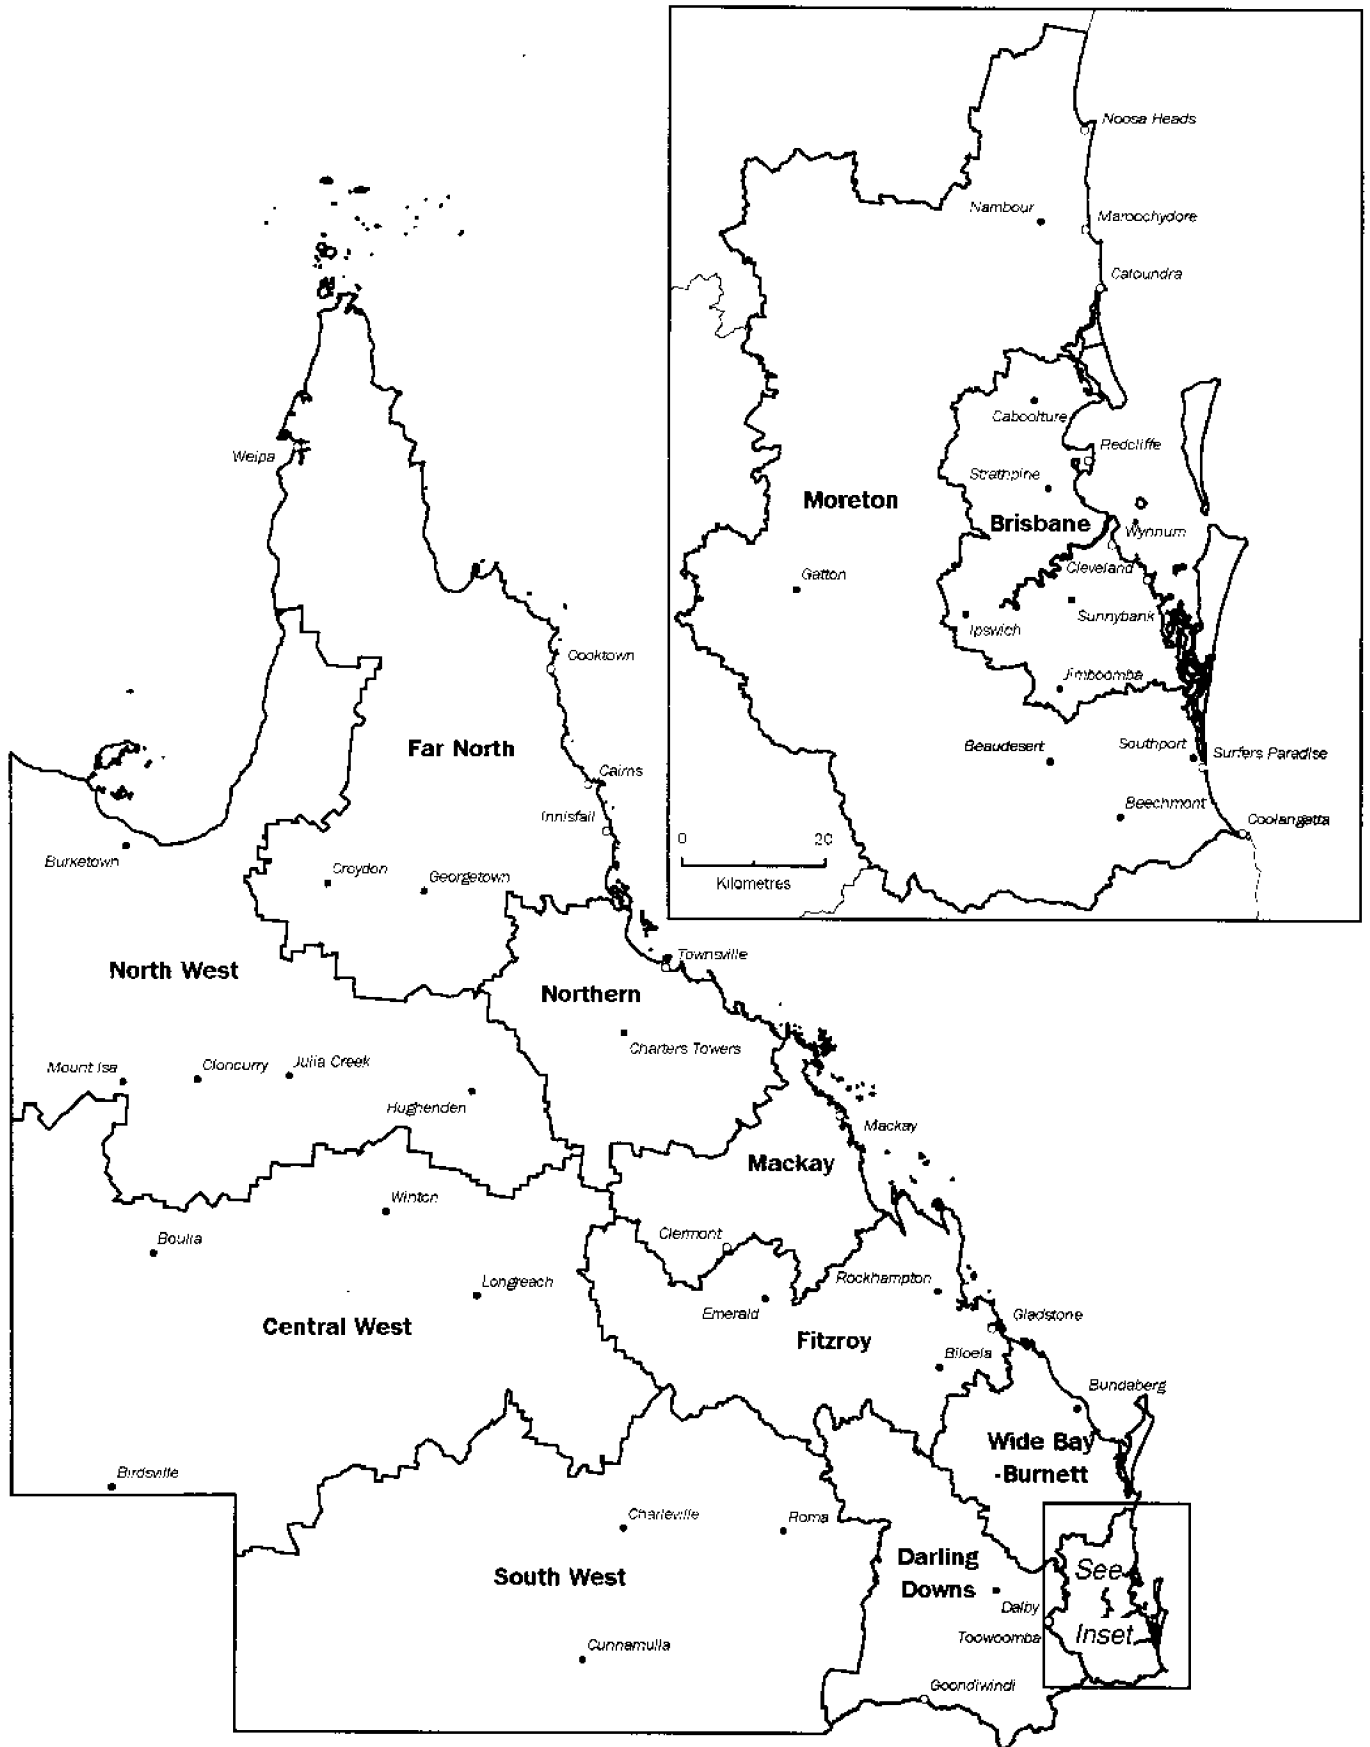 Noosa Heads
Nambour
Maroochydore
Caloundra
Caboolture
Redcliffe
Strathpine
Moreton
Brisbane
Wynnum
Cleveland
Gatton
Sunnybank
Ipswich
Jimboomba
Beaudesert
Southport
Surfers Paradise
Beechmont
Coolangatta
0 20
Kilometres
Weipa
Cooktown
Far North
Cairns
Innisfail
Burketown
Croydon
Georgetown
Townsville
North West
Northern
Charters Towers
Mount Isa
Cloncurry
Julia Creek
Hughenden
Mackay
Mackay
Winton
Clermont
Boulia
Longreach
Rockhampton
Emerald
Gladstone
Central West
Fitzroy
Biloela
Bundaberg
Wide Bay
-Burnett
Birdsville
Charleville
Roma
South West
Darling
Downs
See
Dalby
Toowoomba
Inset
Cunnamulla
Goondiwindi